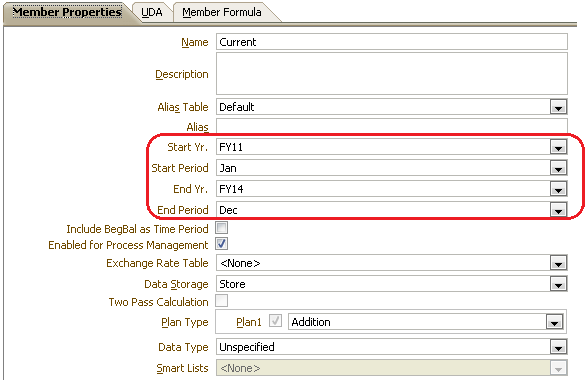 Member Properties UDA Member Formula
Name Current
Description
Alias Table Default
Alias
Start Yr. FY11
Start Period Jan
End Yr. FY14
End Period Dec
Include BegBal as Time Period
Enabled for Process Management
Exchange Rate Table <None>
Data Storage Store
Two Pass Calculation
Plan Type Plan1 Addition
Data Type Unspecified
Smart Lists <None>